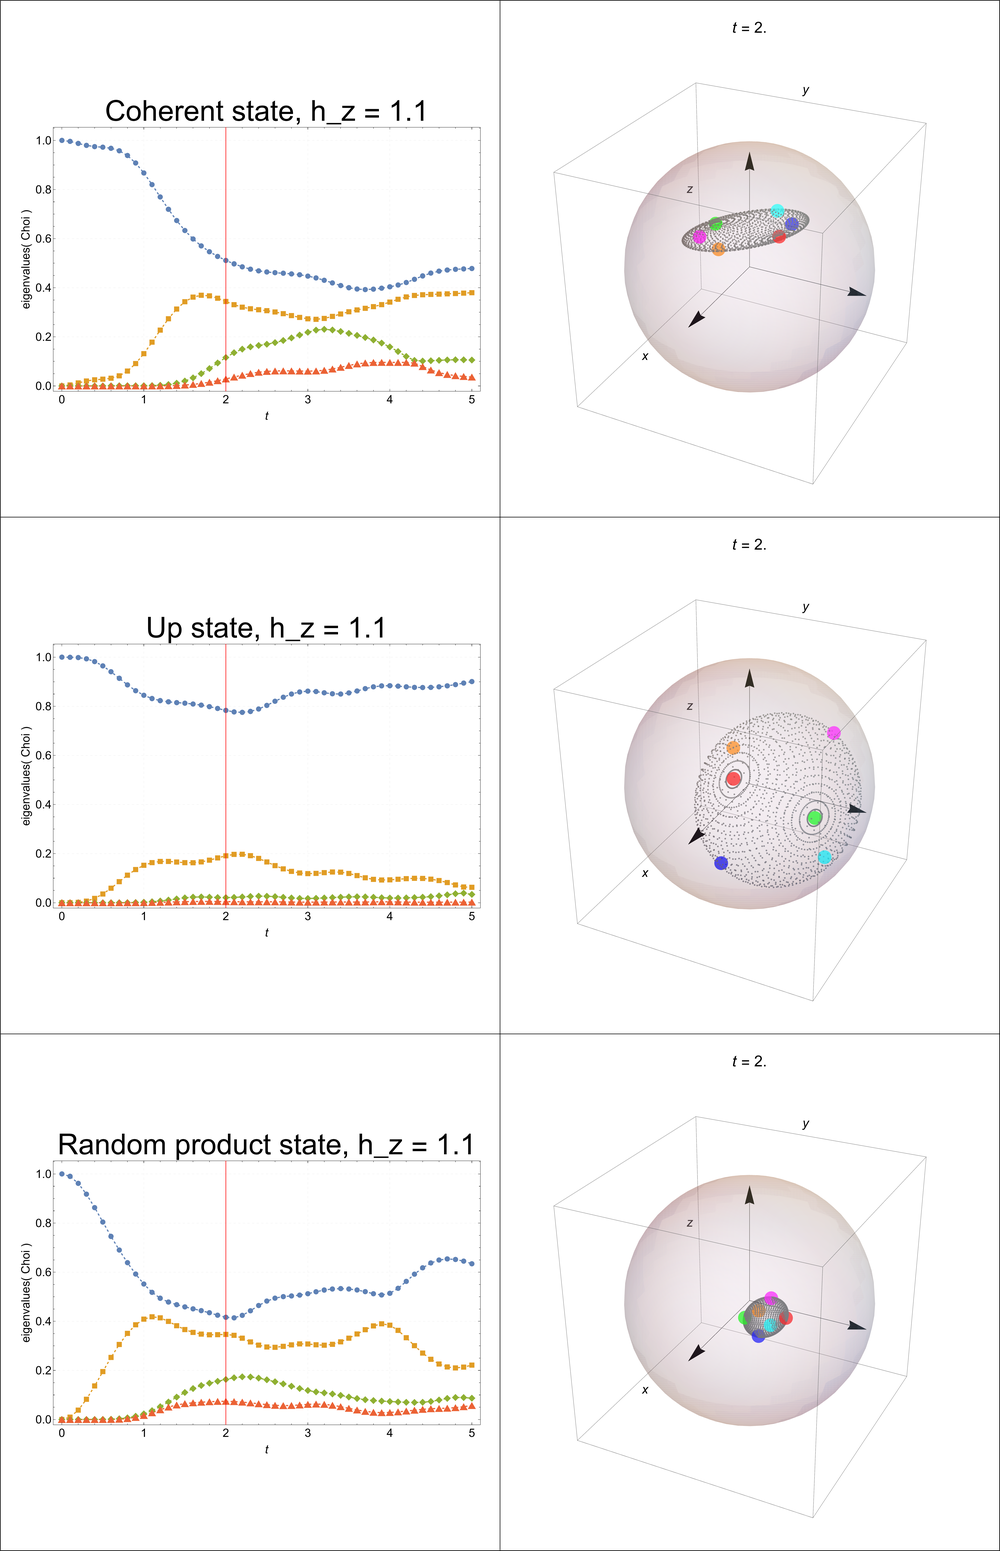 Coherent state, h_z = 1.1
eigenvalues( Choi )
1.0
0.8
0.6
0.4
0.2
0.0
0 1 2 3 4 5
t
t = 2.
y
z
x
Up state, h_z = 1.1
eigenvalues( Choi )
1.0
0.8
0.6
0.4
0.2
0.0
0 1 2 3 4 5
t
t = 2.
y
z
x
Random product state, h_z = 1.1
eigenvalues( Choi )
1.0
0.8
0.6
0.4
0.2
0.0
0 1 2 3 4 5
t
t = 2.
y
z
x